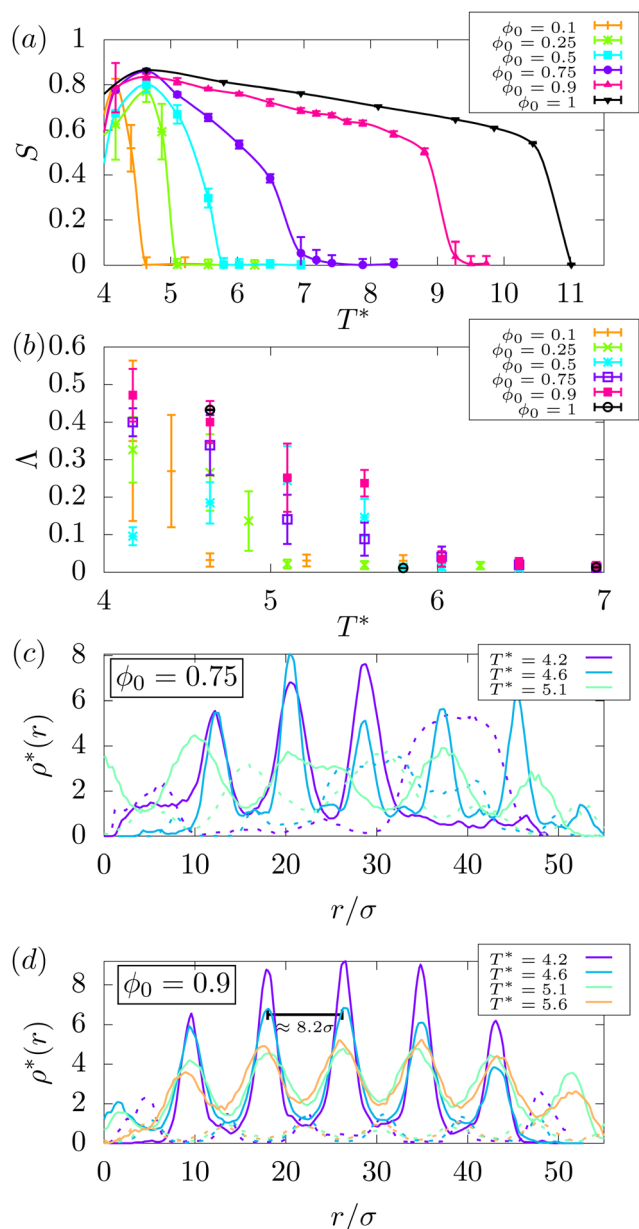 (a)
1
0.8
0.6
0.4
0.2
0
S
4 5 6 7 8 9 10 11
T*
ϕ₀ = 0.1
ϕ₀ = 0.25
ϕ₀ = 0.5
ϕ₀ = 0.75
ϕ₀ = 0.9
ϕ₀ = 1
(b)
0.6
0.5
0.4
0.3
0.2
0.1
0
Λ
4 5 6 7
T*
ϕ₀ = 0.1
ϕ₀ = 0.25
ϕ₀ = 0.5
ϕ₀ = 0.75
ϕ₀ = 0.9
ϕ₀ = 1
(c)
8
6
4
2
0
ρ*(r)
ϕ₀ = 0.75
T* = 4.2
T* = 4.6
T* = 5.1
0 10 20 30 40 50
r/σ
(d)
8
6
4
2
0
ρ*(r)
ϕ₀ = 0.9
≈ 8.2σ
T* = 4.2
T* = 4.6
T* = 5.1
T* = 5.6
0 10 20 30 40 50
r/σ